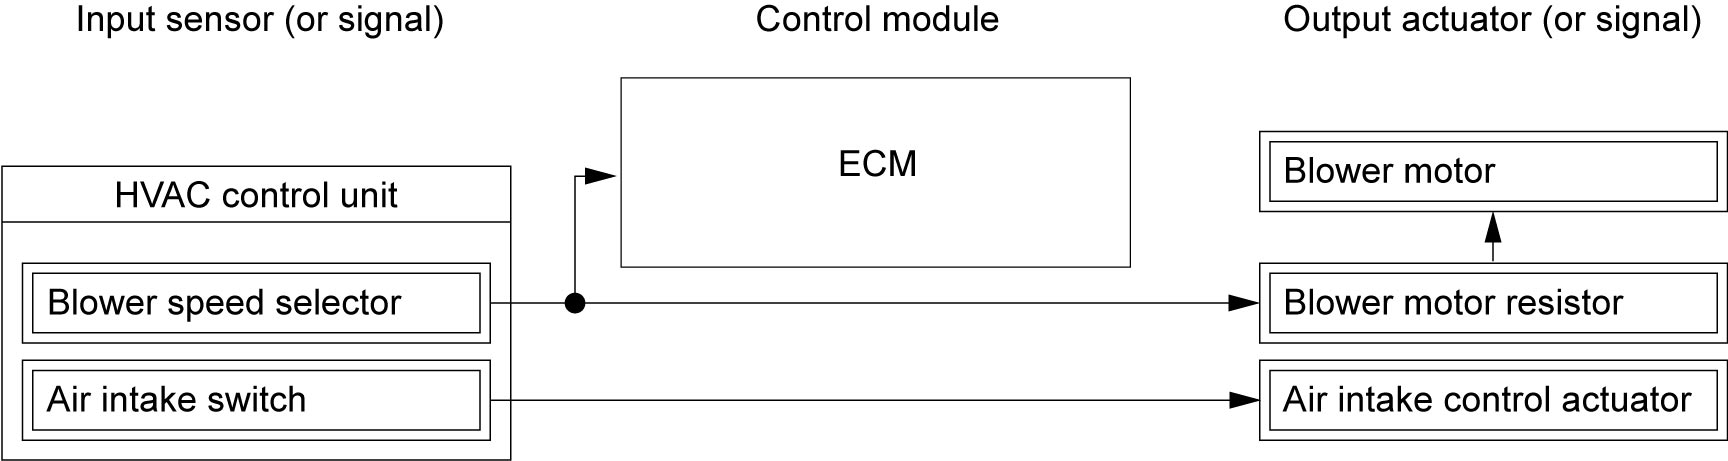 Input sensor (or signal)
Control module
Output actuator (or signal)
ECM
Blower motor
HVAC control unit
Blower speed selector
Blower motor resistor
Air intake switch
Air intake control actuator